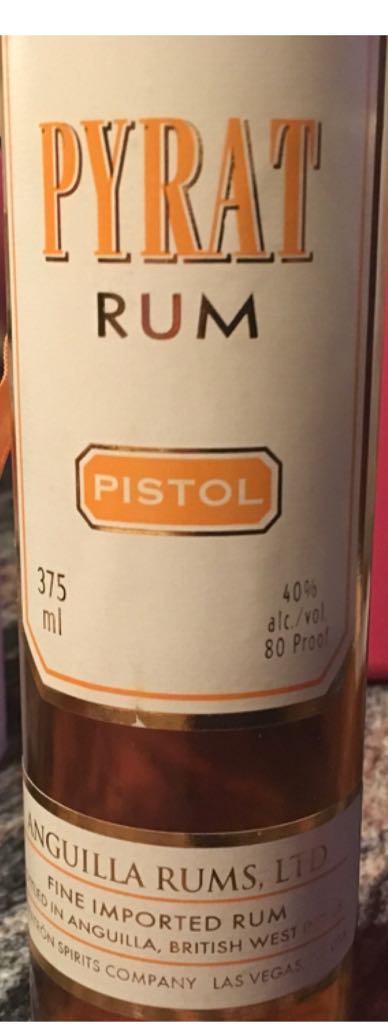 PYRAT
RUM
PISTOL
375
ml
40%
alc./vol.
80 Proof
ANGUILLA RUMS, LTD
FINE IMPORTED RUM
IN ANGUILLA, BRITISH WEST
SPIRITS COMPANY LAS VEGAS,